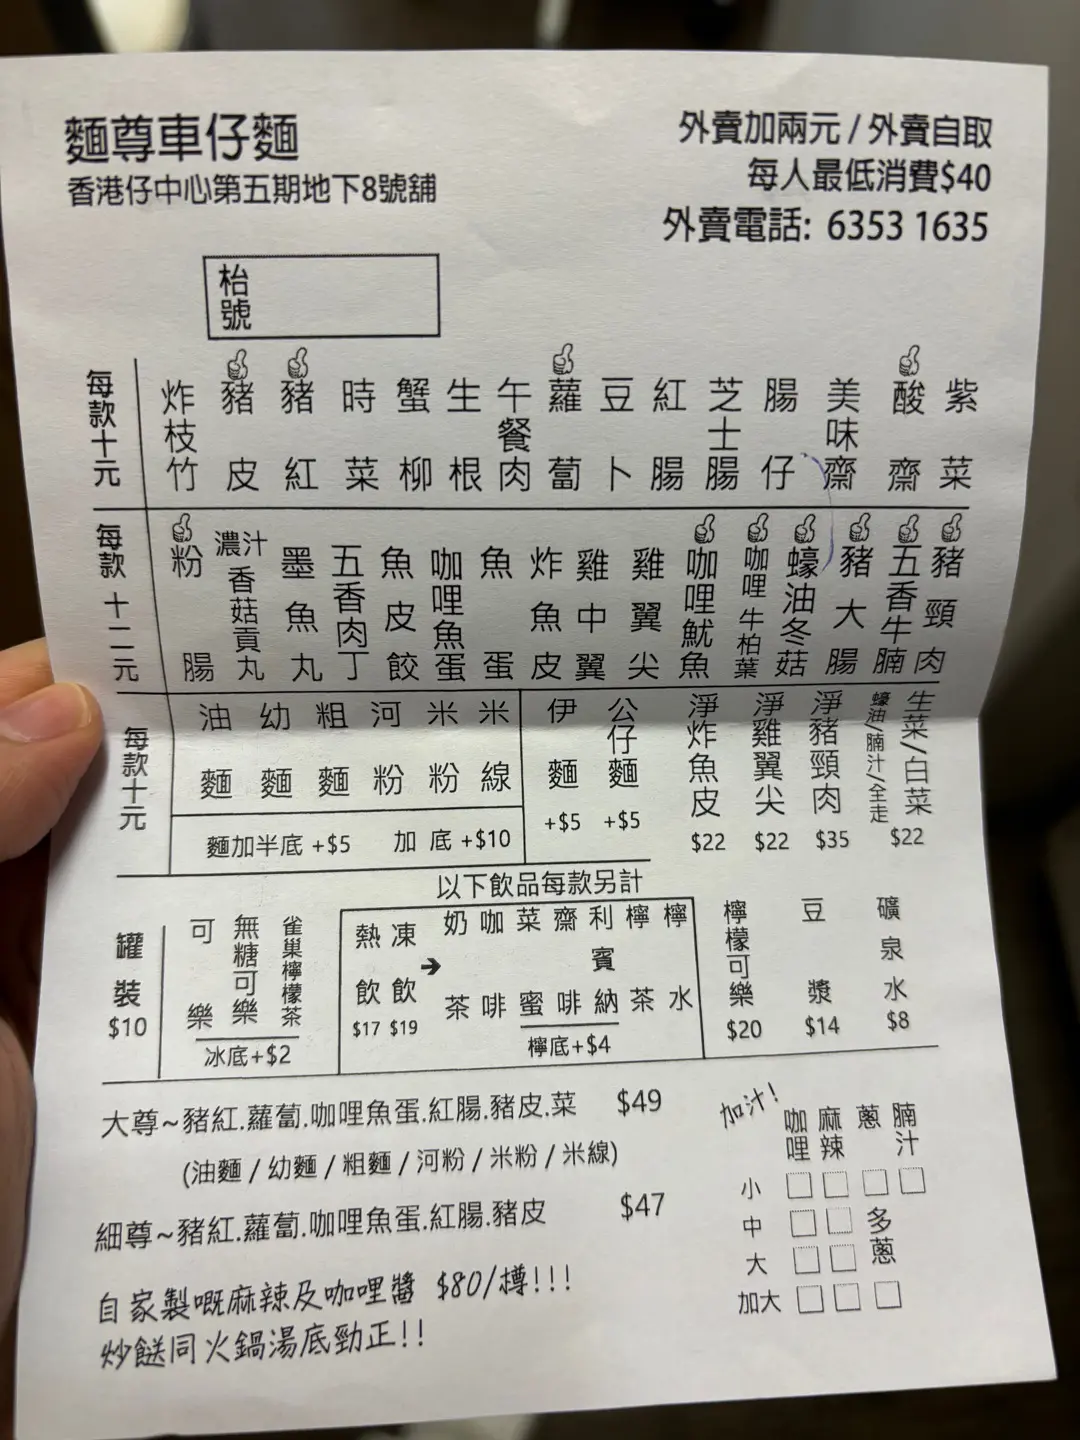 麵尊車仔麵
香港仔中心第五期地下8號舖
外賣加兩元 / 外賣自取
每人最低消費$40
外賣電話: 6353 1635
枱號
每款十元
炸枝竹
豬皮
豬紅
時菜
蟹柳
生根
午餐肉
蘿蔔
豆卜
紅腸
芝士腸
腸仔
美味齋
酸齋
紫菜
每款十二元
粉腸
濃汁香菇貢丸
墨魚丸
五香肉丁
魚皮餃
咖哩魚蛋
魚蛋
炸魚皮
雞中翼
雞翼尖
咖哩魷魚
咖哩牛柏葉
蠔油冬菇
豬大腸
五香牛腩
豬頸肉
每款十元
油麵
幼麵
粗麵
河粉
米粉
米線
麵加半底 +$5
加 底 +$10
伊麵
+$5
公仔麵
+$5
淨炸魚皮
$22
淨雞翼尖
$22
淨豬頸肉
$35
生菜/白菜
蠔油/腩汁/全走
$22
以下飲品每款另計
罐裝
$10
可樂
無糖可樂
雀巢檸檬茶
冰底+$2
熱飲
$17
凍飲
$19
➔
奶茶
咖啡
菜蜜
齋啡
利賓納
檸茶
檸水
檸底+$4
檸檬可樂
$20
豆漿
$14
礦泉水
$8
大尊~豬紅.蘿蔔.咖哩魚蛋.紅腸.豬皮.菜 $49
(油麵 / 幼麵 / 粗麵 / 河粉 / 米粉 / 米線)
細尊~豬紅.蘿蔔.咖哩魚蛋.紅腸.豬皮 $47
自家製嘅麻辣及咖哩醬 $80/樽!!!
炒餸同火鍋湯底勁正!!
加汁!
咖哩 麻辣 蔥 腩汁
小
中
多蔥
大
加大